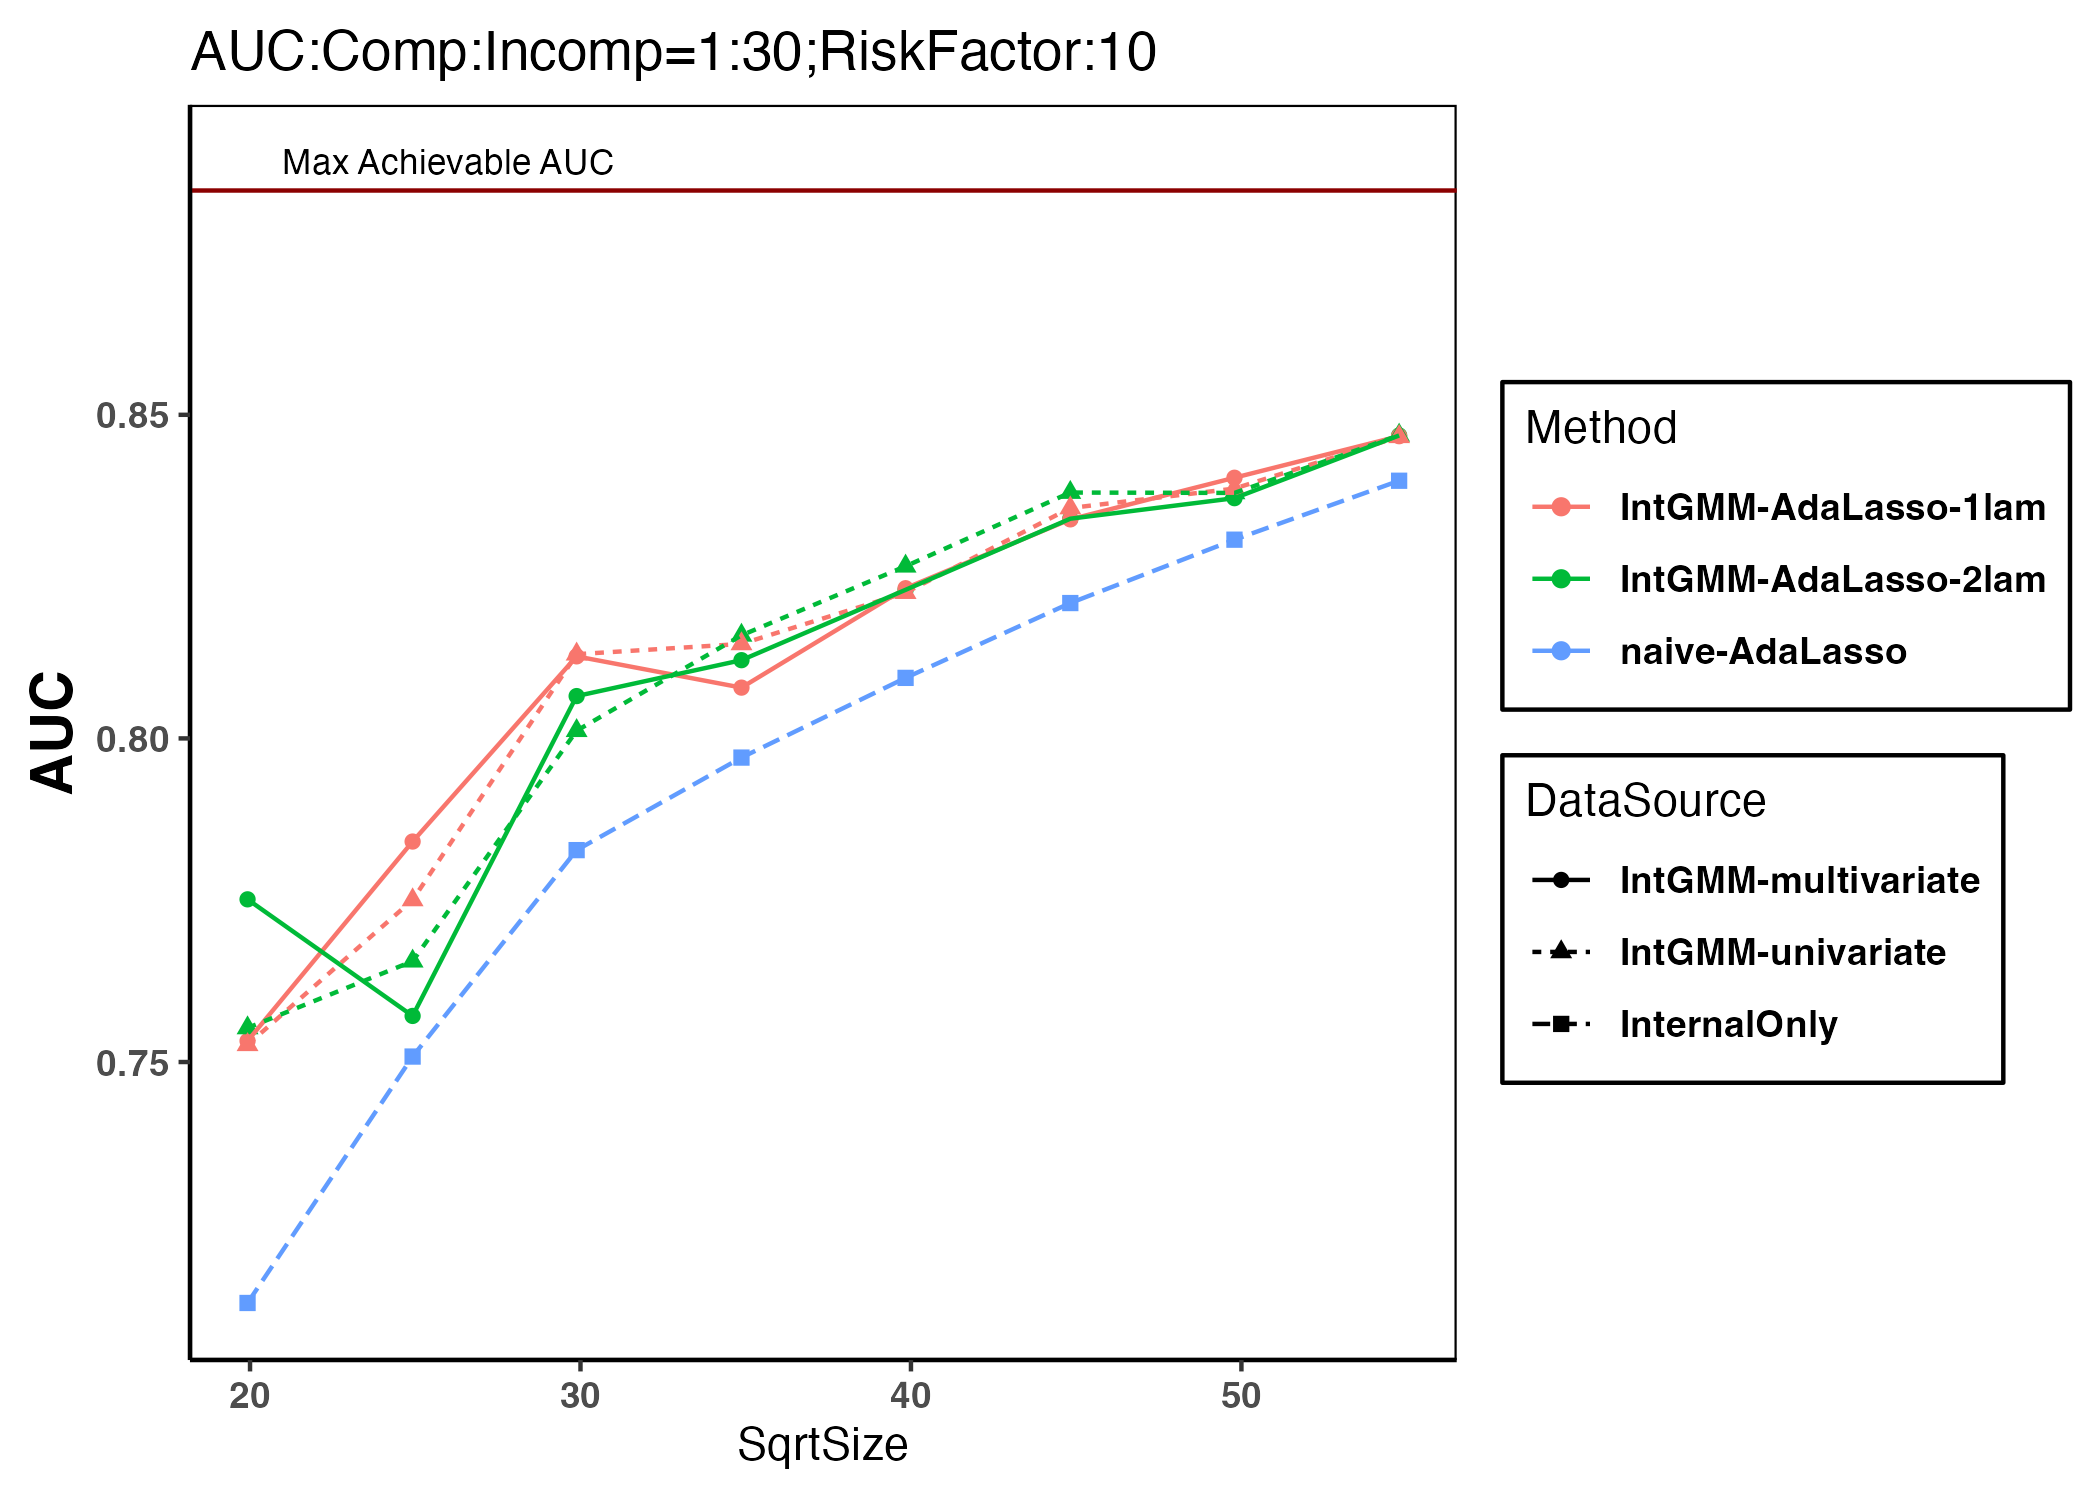 AUC:Comp:Incomp=1:30;RiskFactor:10
Max Achievable AUC
0.85
0.80
0.75
AUC
20 30 40 50
SqrtSize
Method
IntGMM-AdaLasso-1lam
IntGMM-AdaLasso-2lam
naive-AdaLasso
DataSource
IntGMM-multivariate
IntGMM-univariate
InternalOnly